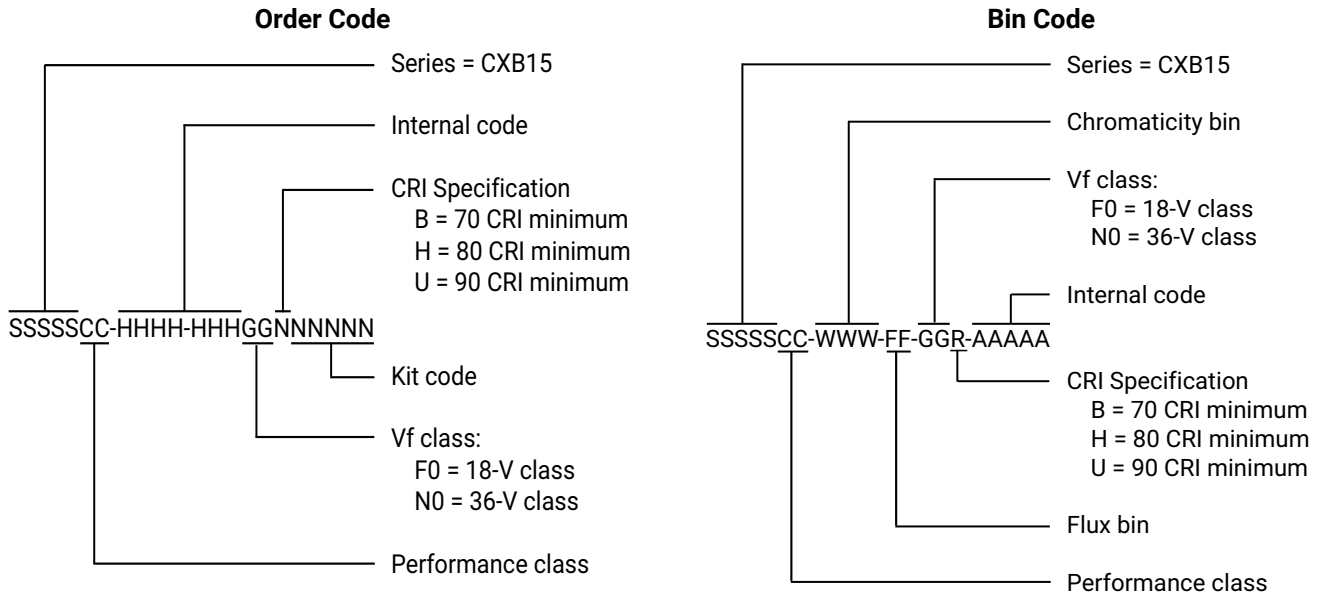 Order Code
Series = CXB15
Internal code
CRI Specification
B = 70 CRI minimum
H = 80 CRI minimum
U = 90 CRI minimum
SSSSSCC-HHHH-HHHGGNNNNNN
Kit code
Vf class:
F0 = 18-V class
N0 = 36-V class
Performance class
Bin Code
Series = CXB15
Chromaticity bin
Vf class:
F0 = 18-V class
N0 = 36-V class
Internal code
SSSSSCC-WWW-FF-GGR-AAAAA
CRI Specification
B = 70 CRI minimum
H = 80 CRI minimum
U = 90 CRI minimum
Flux bin
Performance class